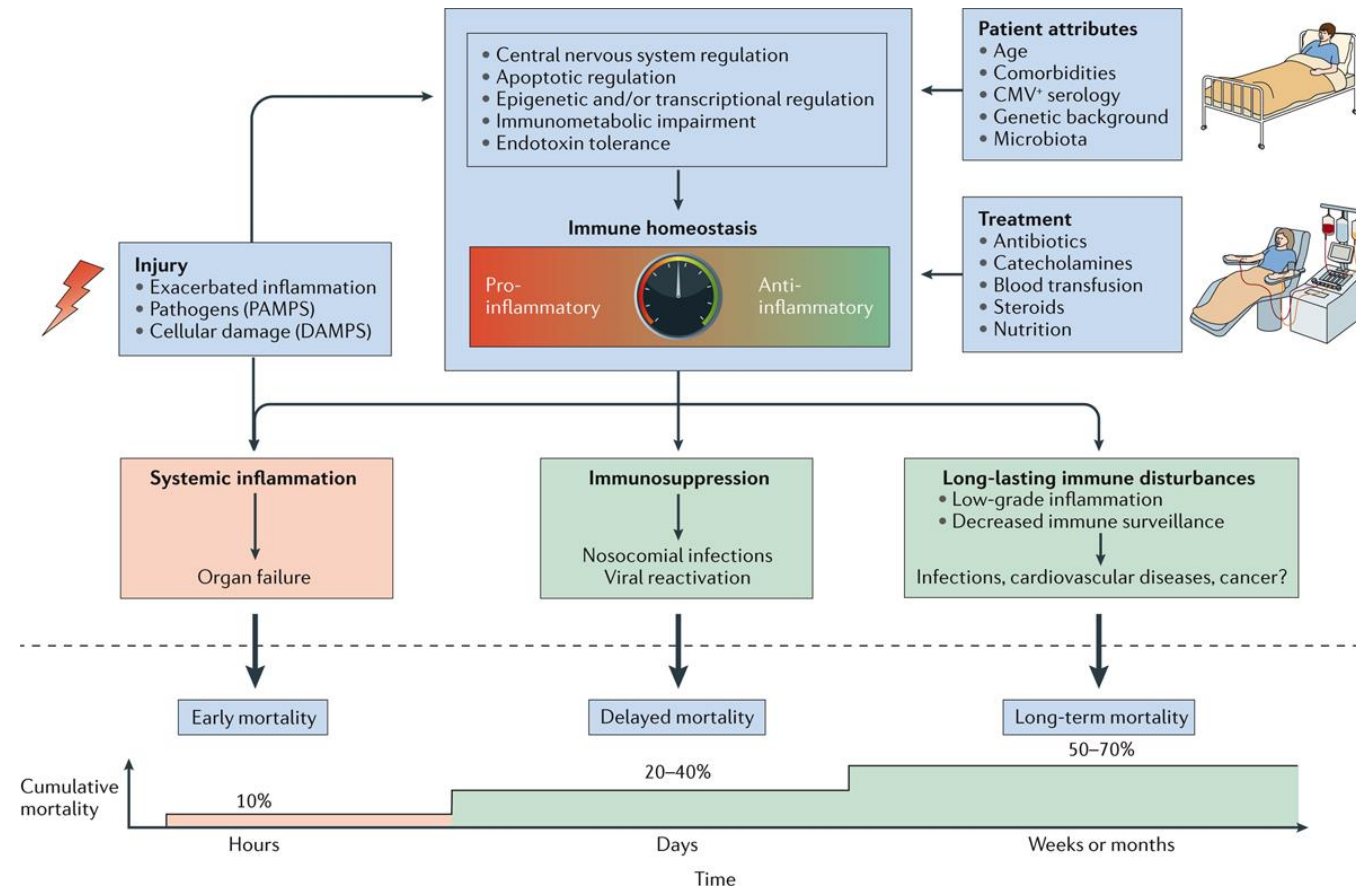 • Central nervous system regulation
• Apoptotic regulation
• Epigenetic and/or transcriptional regulation
• Immunometabolic impairment
• Endotoxin tolerance
Immune homeostasis
Pro-
inflammatory
Anti-
inflammatory
Patient attributes
• Age
• Comorbidities
• CMV⁺ serology
• Genetic background
• Microbiota
Treatment
• Antibiotics
• Catecholamines
• Blood transfusion
• Steroids
• Nutrition
Injury
• Exacerbated inflammation
• Pathogens (PAMPS)
• Cellular damage (DAMPS)
Systemic inflammation
Organ failure
Immunosuppression
Nosocomial infections
Viral reactivation
Long-lasting immune disturbances
• Low-grade inflammation
• Decreased immune surveillance
Infections, cardiovascular diseases, cancer?
Early mortality
Delayed mortality
Long-term mortality
Cumulative
mortality
10%
20–40%
50–70%
Hours
Days
Weeks or months
Time